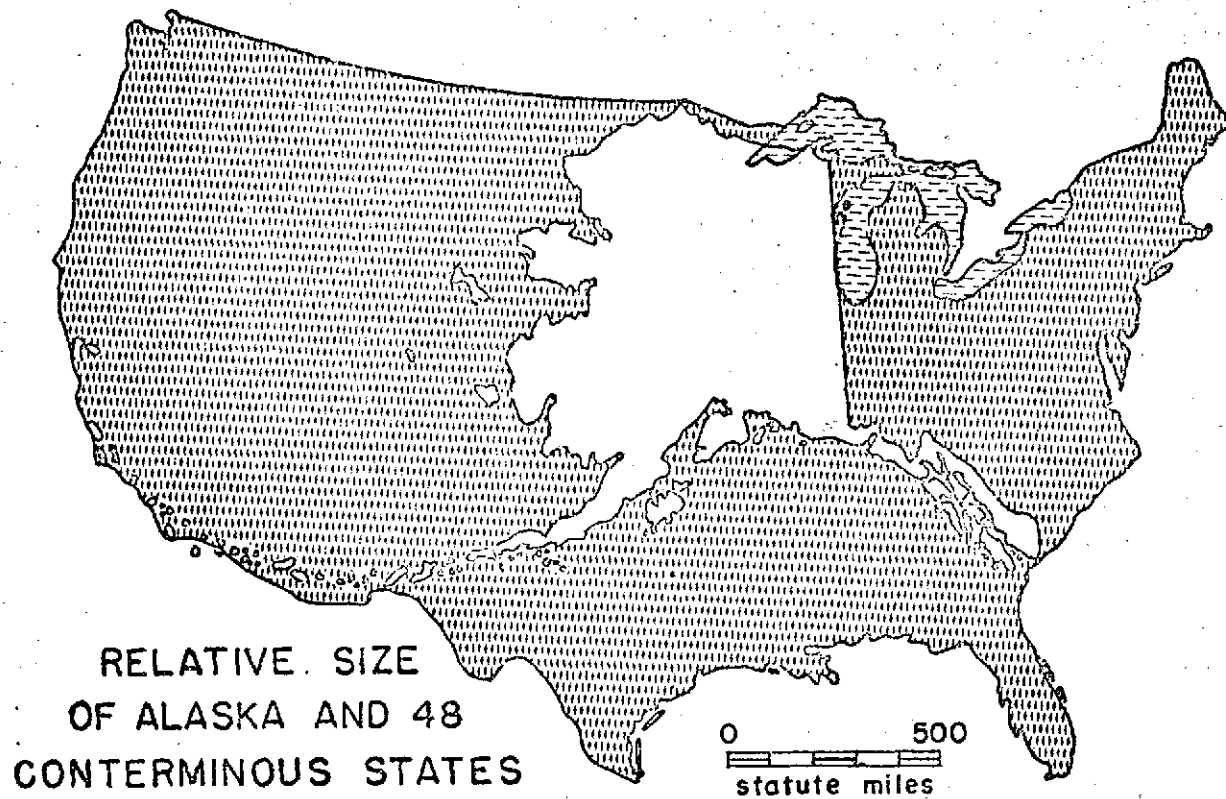 RELATIVE. SIZE
OF ALASKA AND 48
CONTERMINOUS STATES
0 500
statute miles